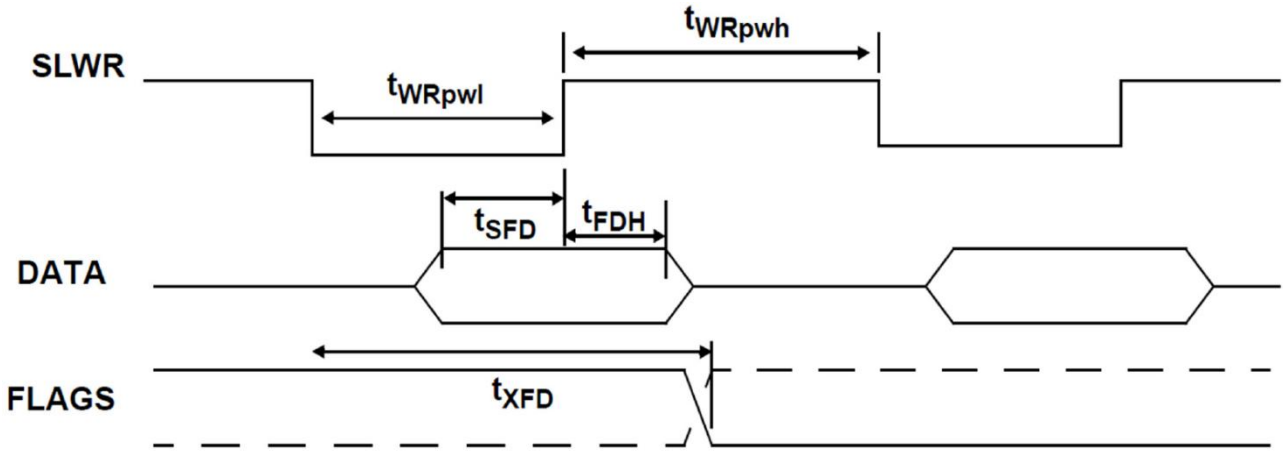 SLWR
tWRpwl
tWRpwh
tSFD
tFDH
DATA
FLAGS
tXFD